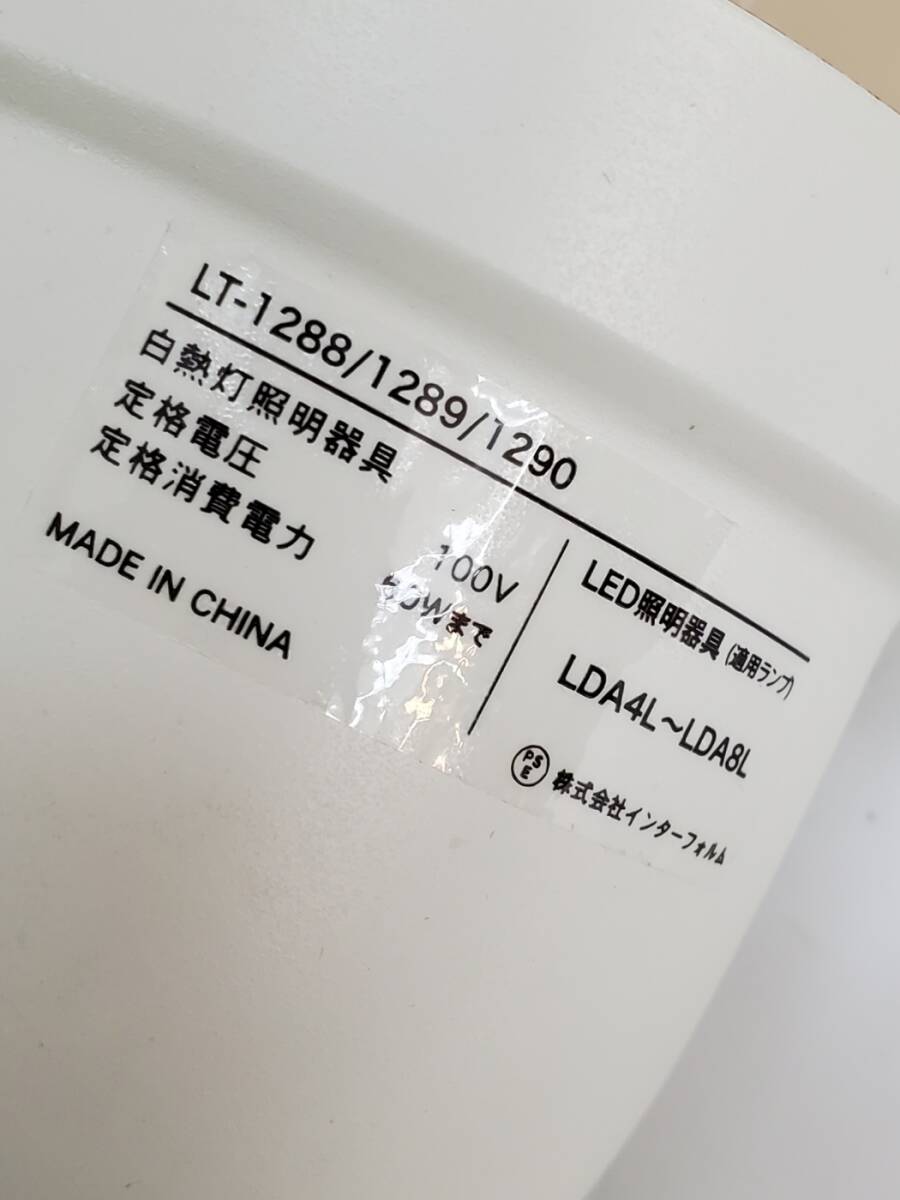 LT-1288/1289/1290
白熱灯照明器具
定格電圧 100V
定格消費電力 まで
MADE IN CHINA
LED照明器具 (適用ランプ)
LDA4L〜LDA8L
PSE 株式会社インターフォルム